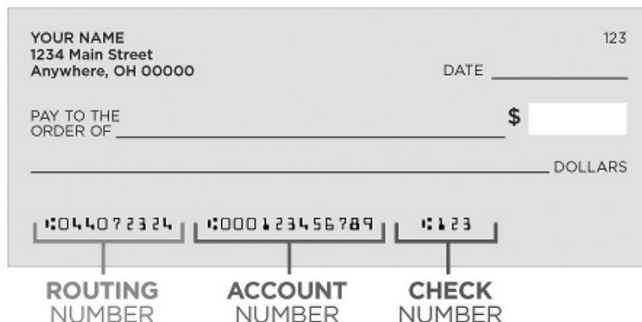 YOUR NAME 123
1234 Main Street
Anywhere, OH 00000
DATE
PAY TO THE
ORDER OF $
DOLLARS
⑆044072324 ⑆000123456789 ⑆123
ROUTING NUMBER
ACCOUNT NUMBER
CHECK NUMBER